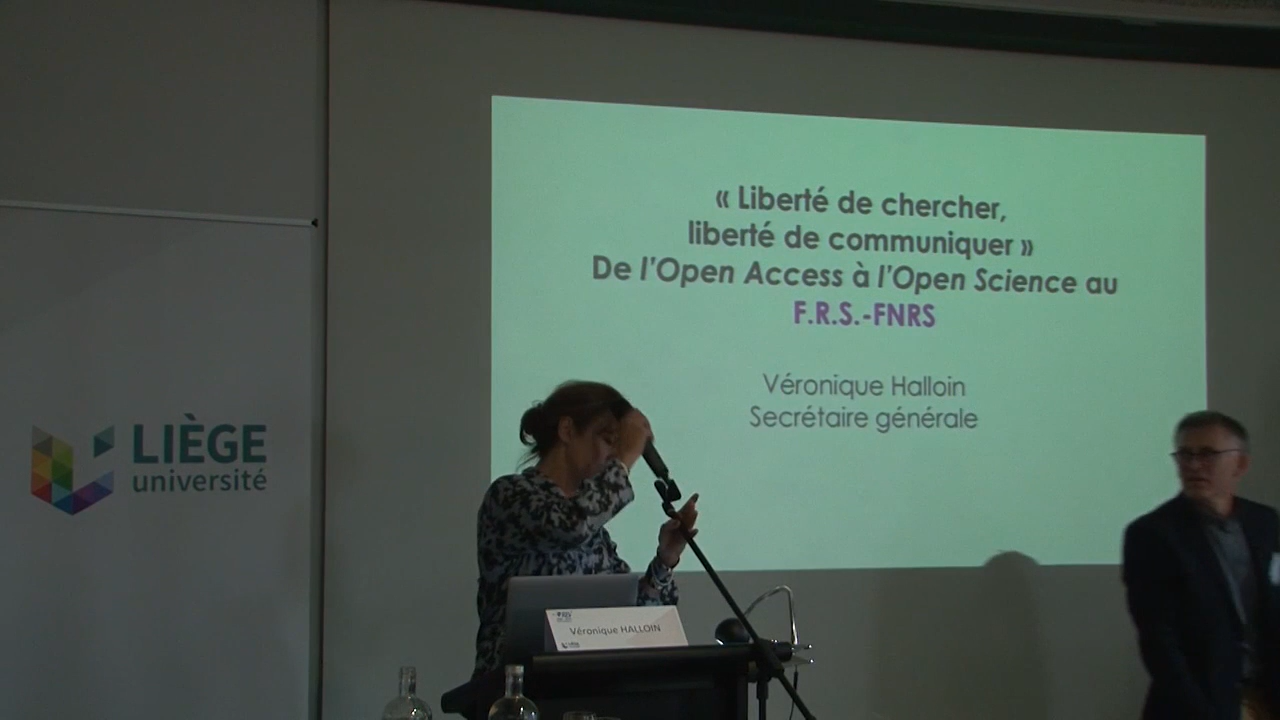 « Liberté de chercher,
liberté de communiquer »
De l'Open Access à l'Open Science au
F.R.S.-FNRS
Véronique Halloin
Secrétaire générale
LIÈGE
université
Véronique HALLOIN